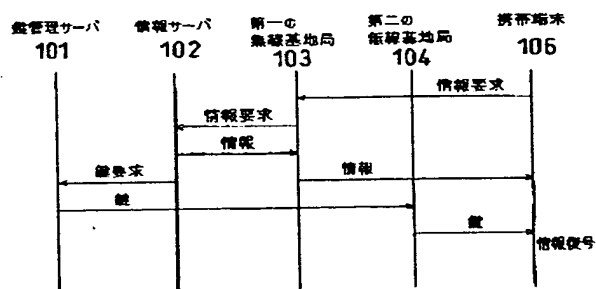 鍵管理サーバ
101
情報サーバ
102
第一の
無線基地局
103
第二の
無線基地局
104
携帯端末
106
情報要求
情報要求
情報
鍵要求
情報
鍵
鍵
情報復号